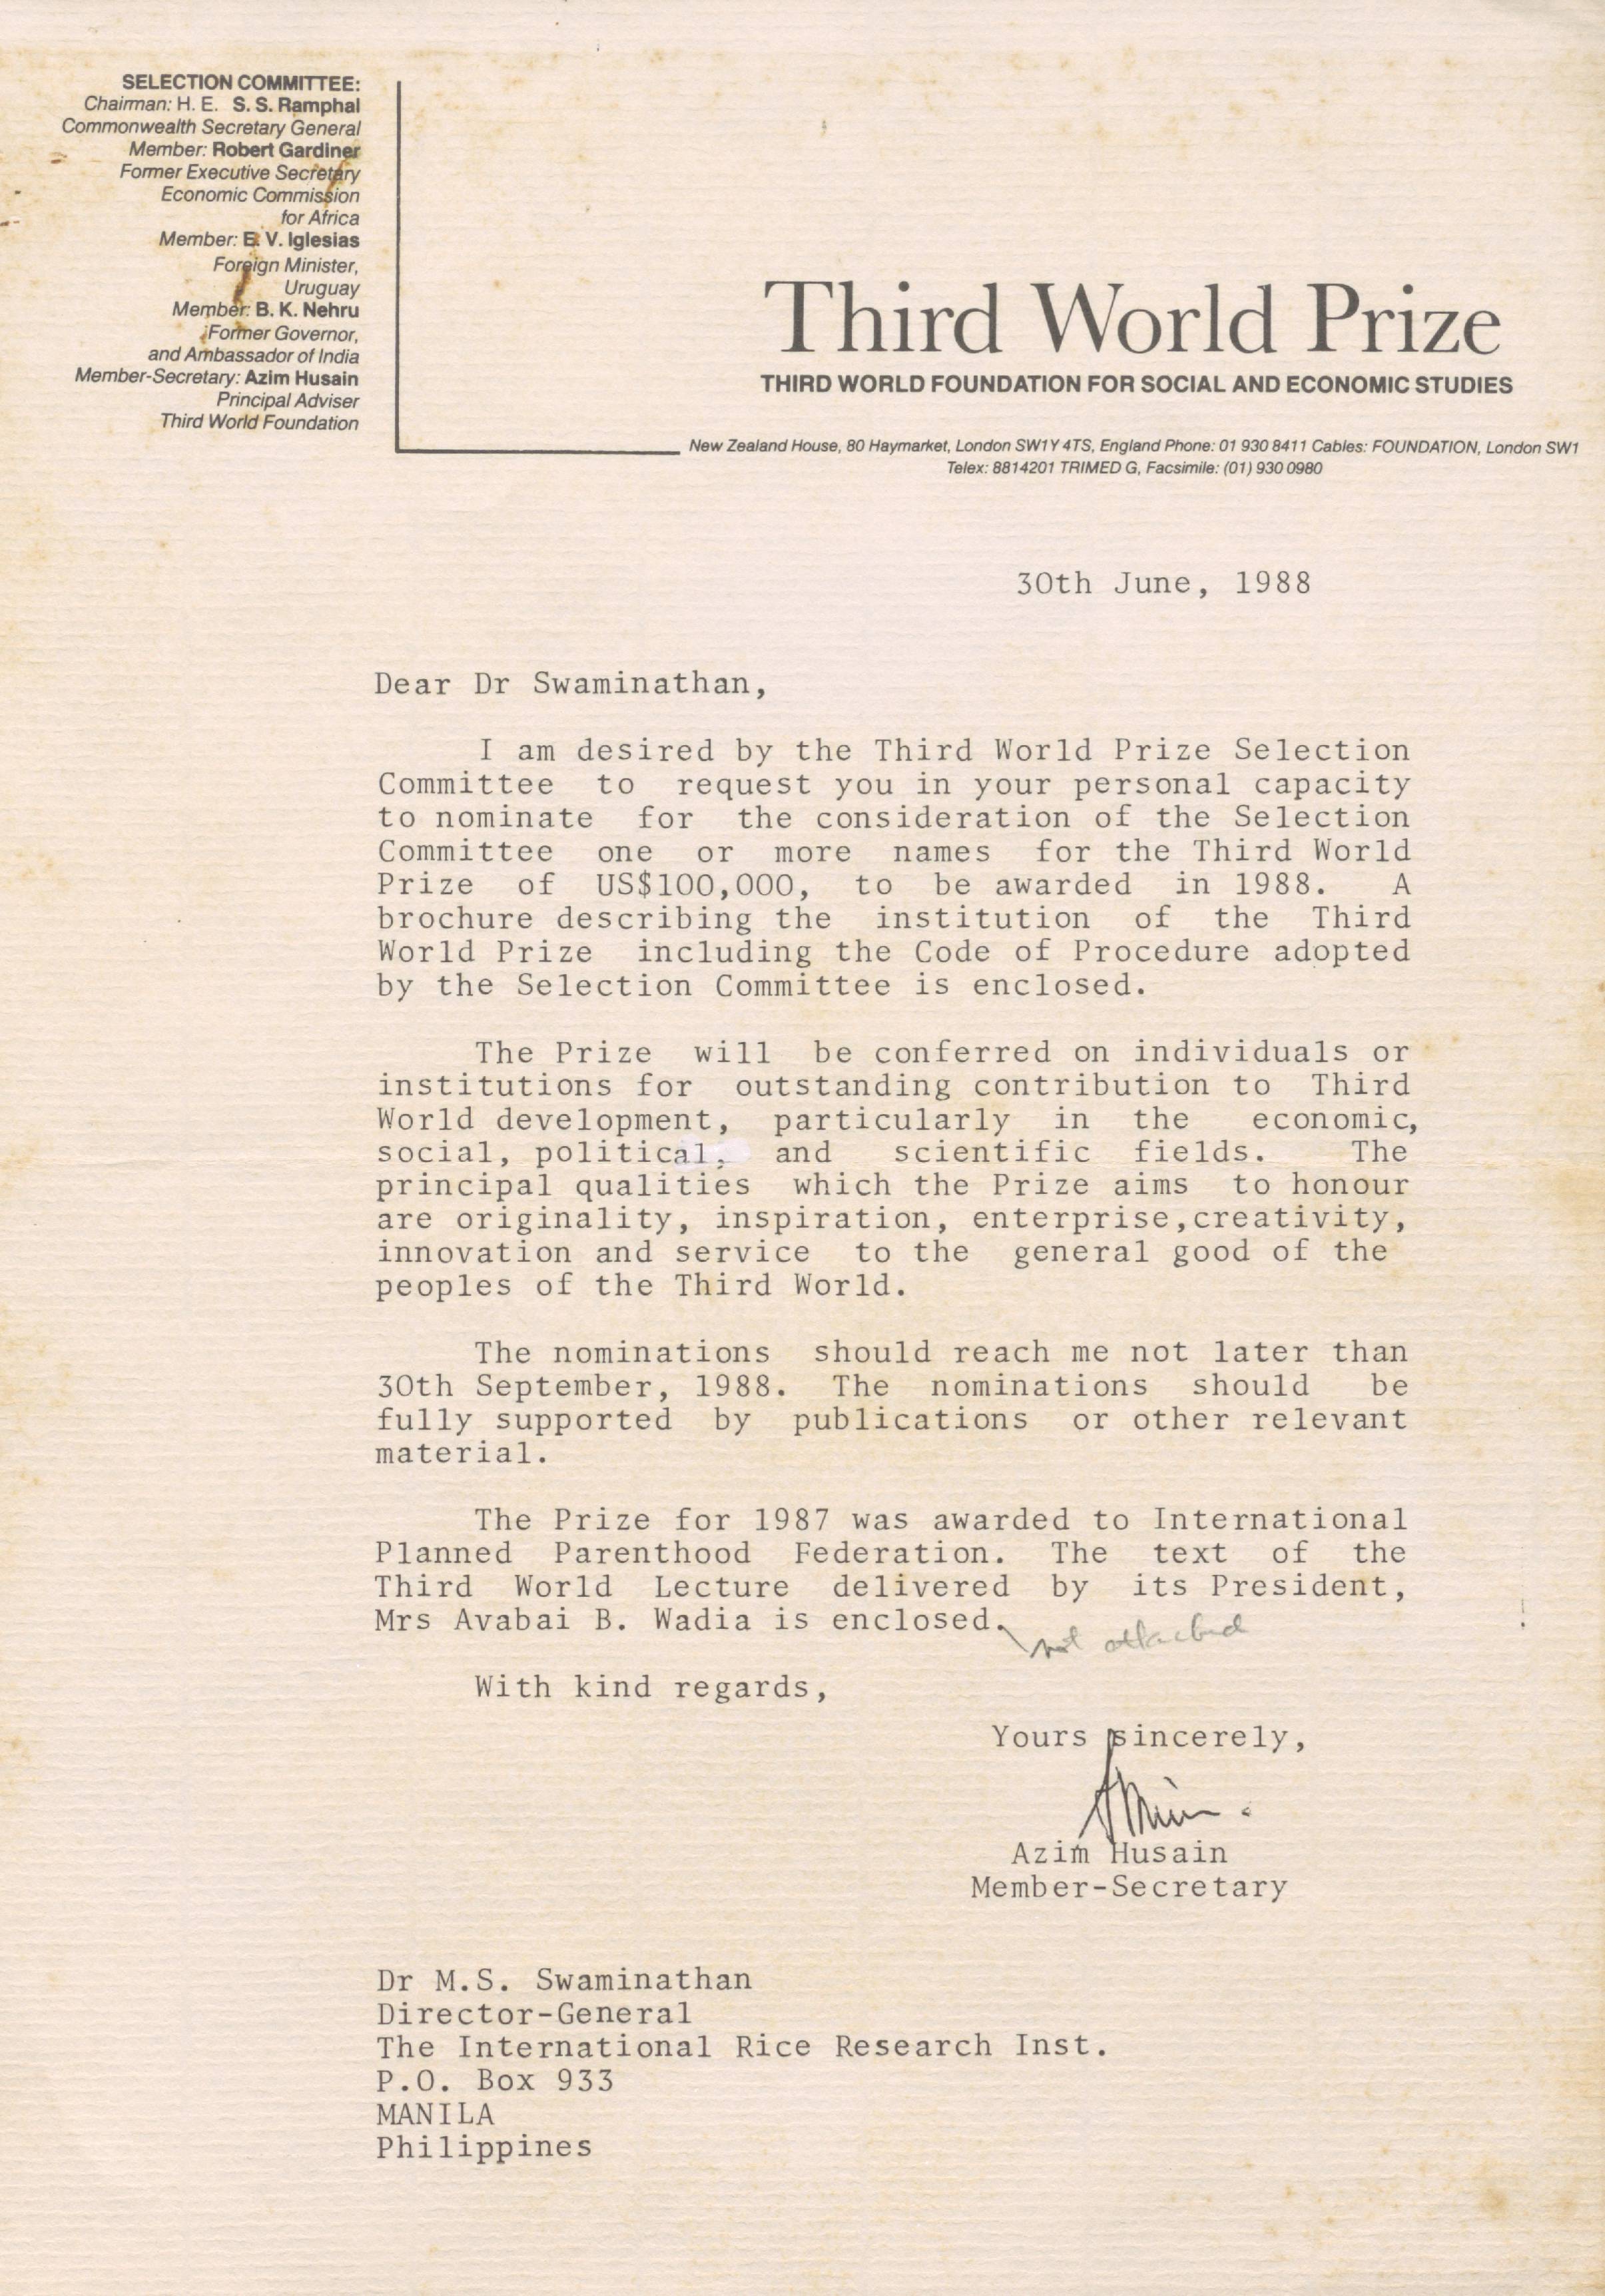 SELECTION COMMITTEE:
Chairman: H. E. S. S. Ramphal
Commonwealth Secretary General
Member: Robert Gardiner
Former Executive Secretary
Economic Commission
for Africa
Member: E. V. Iglesias
Foreign Minister,
Uruguay
Member: B. K. Nehru
Former Governor,
and Ambassador of India
Member-Secretary: Azim Husain
Principal Adviser
Third World Foundation
Third World Prize
THIRD WORLD FOUNDATION FOR SOCIAL AND ECONOMIC STUDIES
New Zealand House, 80 Haymarket, London SW1Y 4TS, England Phone: 01 930 8411 Cables: FOUNDATION, London SW1
Telex: 8814201 TRIMED G, Facsimile: (01) 930 0980
30th June, 1988
Dear Dr Swaminathan,
I am desired by the Third World Prize Selection
Committee to request you in your personal capacity
to nominate for the consideration of the Selection
Committee one or more names for the Third World
Prize of US$100,000, to be awarded in 1988. A
brochure describing the institution of the Third
World Prize including the Code of Procedure adopted
by the Selection Committee is enclosed.
The Prize will be conferred on individuals or
institutions for outstanding contribution to Third
World development, particularly in the economic,
social, political, and scientific fields. The
principal qualities which the Prize aims to honour
are originality, inspiration, enterprise,creativity,
innovation and service to the general good of the
peoples of the Third World.
The nominations should reach me not later than
30th September, 1988. The nominations should be
fully supported by publications or other relevant
material.
The Prize for 1987 was awarded to International
Planned Parenthood Federation. The text of the
Third World Lecture delivered by its President,
Mrs Avabai B. Wadia is enclosed.
not attached
With kind regards,
Yours sincerely,
Azim Husain
Member-Secretary
Dr M.S. Swaminathan
Director-General
The International Rice Research Inst.
P.O. Box 933
MANILA
Philippines